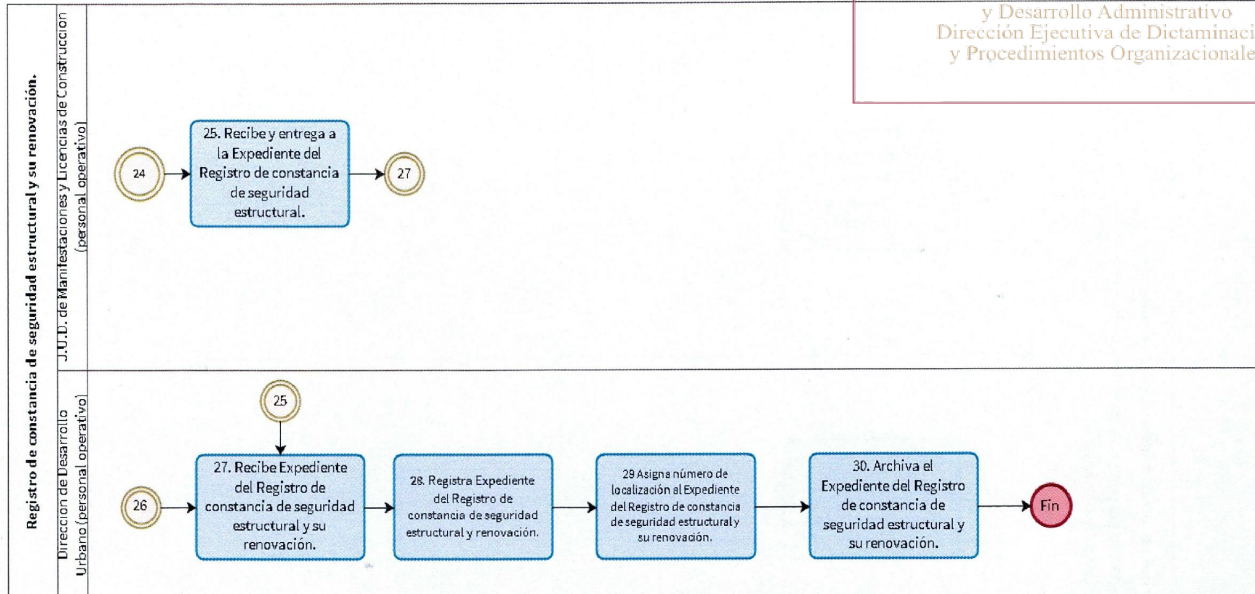 y Desarrollo Administrativo
Dirección Ejecutiva de Dictaminaci
y Procedimientos Organizacionale
Registro de constancia de seguridad estructural y su renovación.
J.U.D. de Manifestaciones y Licencias de Construccion
(personal operativo)
24
25. Recibe y entrega a
la Expediente del
Registro de constancia
de seguridad
estructural.
27
Direccion de Desarrollo
Urbano (personal operativo)
25
26
27. Recibe Expediente
del Registro de
constancia de seguridad
estructural y su
renovación.
28. Registra Expediente
del Registro de
constancia de seguridad
estructural y renovación.
29 Asigna número de
localización al Expediente
del Registro de constancia
de seguridad estructural y
su renovación.
30. Archiva el
Expediente del Registro
de constancia de
seguridad estructural y
su renovación.
Fin